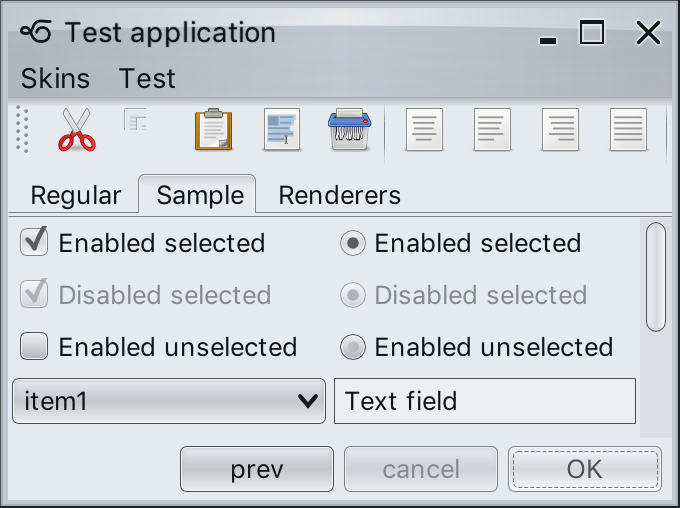 Test application
Skins Test
Regular Sample Renderers
Enabled selected Enabled selected
Disabled selected Disabled selected
Enabled unselected Enabled unselected
item1 Text field
prev cancel OK